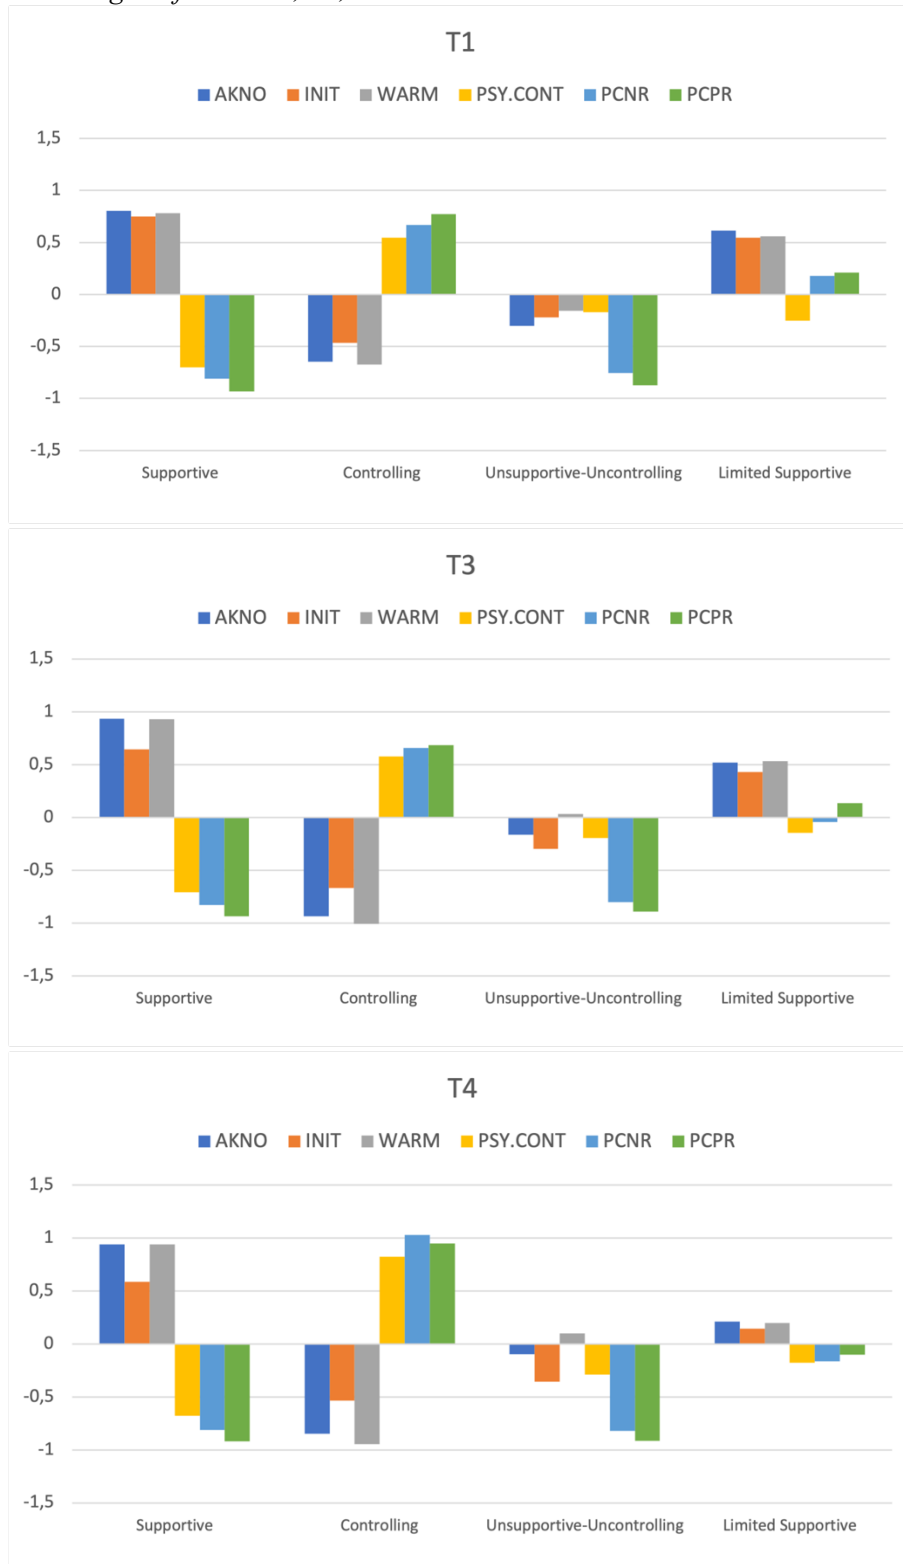 T1
AKNO INIT WARM PSY.CONT PCNR PCPR
1,5
1
0,5
0
-0,5
-1
-1,5
Supportive Controlling Unsupportive-Uncontrolling Limited Supportive
T3
AKNO INIT WARM PSY.CONT PCNR PCPR
1,5
1
0,5
0
-0,5
-1
-1,5
Supportive Controlling Unsupportive-Uncontrolling Limited Supportive
T4
AKNO INIT WARM PSY.CONT PCNR PCPR
1,5
1
0,5
0
-0,5
-1
-1,5
Supportive Controlling Unsupportive-Uncontrolling Limited Supportive